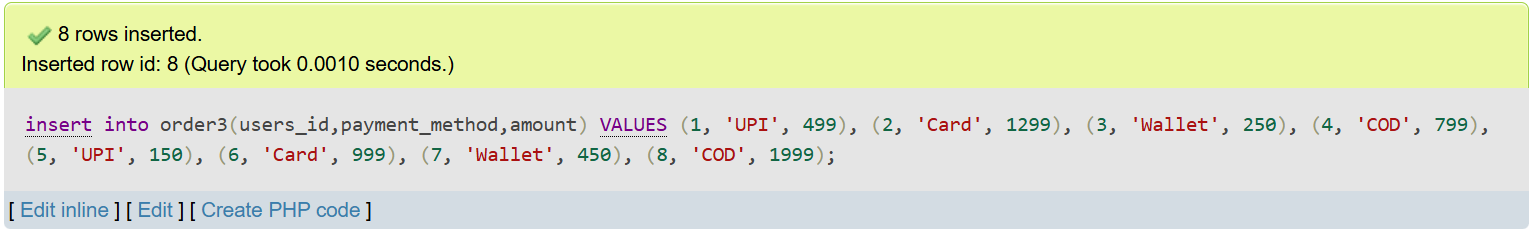 8 rows inserted.
Inserted row id: 8 (Query took 0.0010 seconds.)
insert into order3(users_id,payment_method,amount) VALUES (1, 'UPI', 499), (2, 'Card', 1299), (3, 'Wallet', 250), (4, 'COD', 799),
(5, 'UPI', 150), (6, 'Card', 999), (7, 'Wallet', 450), (8, 'COD', 1999);
[ Edit inline ] [ Edit ] [ Create PHP code ]